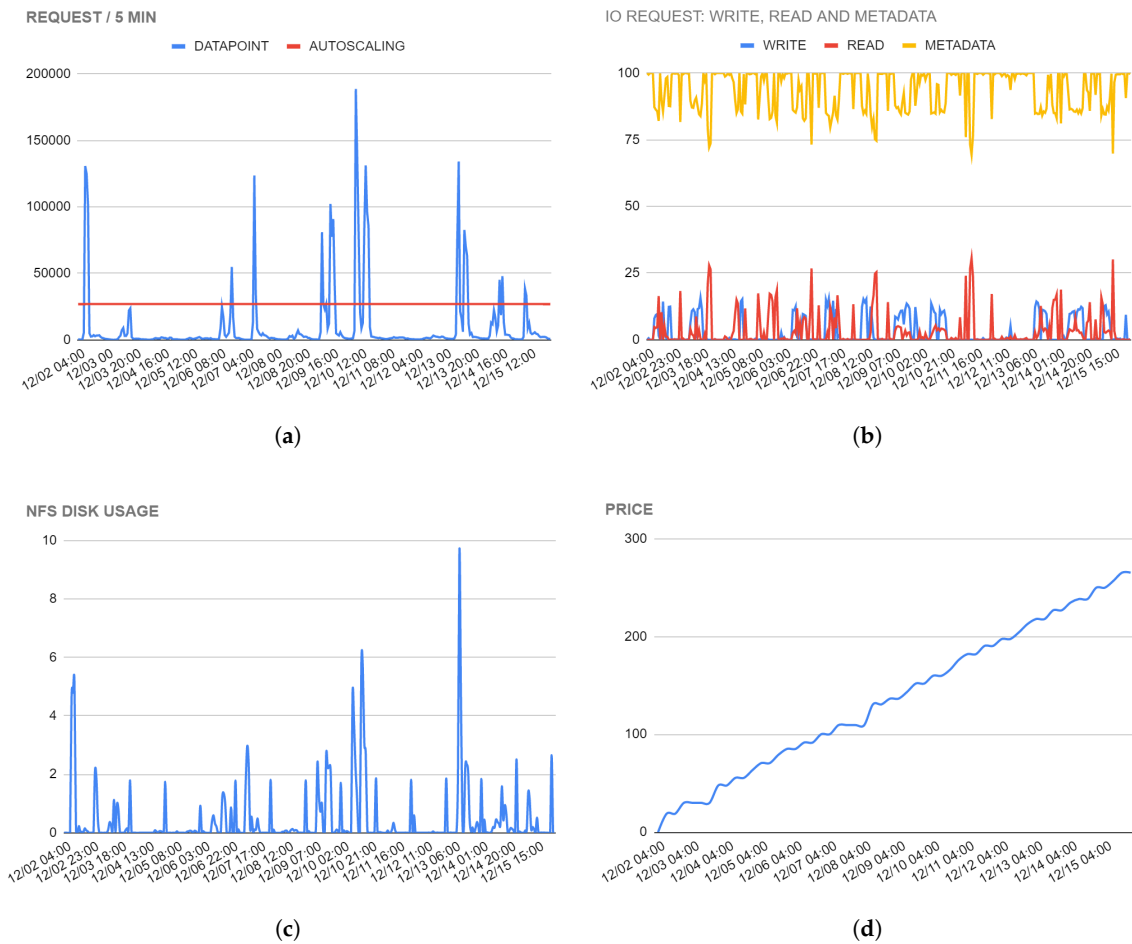 REQUEST / 5 MIN
DATAPOINT AUTOSCALING
200000
150000
100000
50000
0
12/02 04:00 12/03 03:00 12/03 20:00 12/04 16:00 12/05 12:00 12/06 08:00 12/07 04:00 12/08 04:00 12/08 20:00 12/09 16:00 12/10 12:00 12/11 08:00 12/12 04:00 12/13 00:00 12/13 20:00 12/14 16:00 12/15 12:00
(a)
IO REQUEST: WRITE, READ AND METADATA
WRITE READ METADATA
100
75
50
25
0
12/02 04:00 12/02 23:00 12/03 18:00 12/04 13:00 12/05 08:00 12/06 03:00 12/06 22:00 12/07 17:00 12/08 12:00 12/09 07:00 12/10 02:00 12/10 21:00 12/11 16:00 12/12 11:00 12/13 06:00 12/14 01:00 12/14 20:00 12/15 15:00
(b)
NFS DISK USAGE
10
8
6
4
2
0
12/02 04:00 12/02 23:00 12/03 18:00 12/04 13:00 12/05 08:00 12/06 03:00 12/06 22:00 12/07 17:00 12/08 12:00 12/09 07:00 12/10 02:00 12/10 21:00 12/11 16:00 12/12 11:00 12/13 06:00 12/14 01:00 12/14 20:00 12/15 15:00
(c)
PRICE
300
200
100
0
12/02 04:00 12/03 04:00 12/04 04:00 12/05 04:00 12/06 04:00 12/07 04:00 12/08 04:00 12/09 04:00 12/10 04:00 12/11 04:00 12/12 04:00 12/13 04:00 12/14 04:00 12/15 04:00
(d)